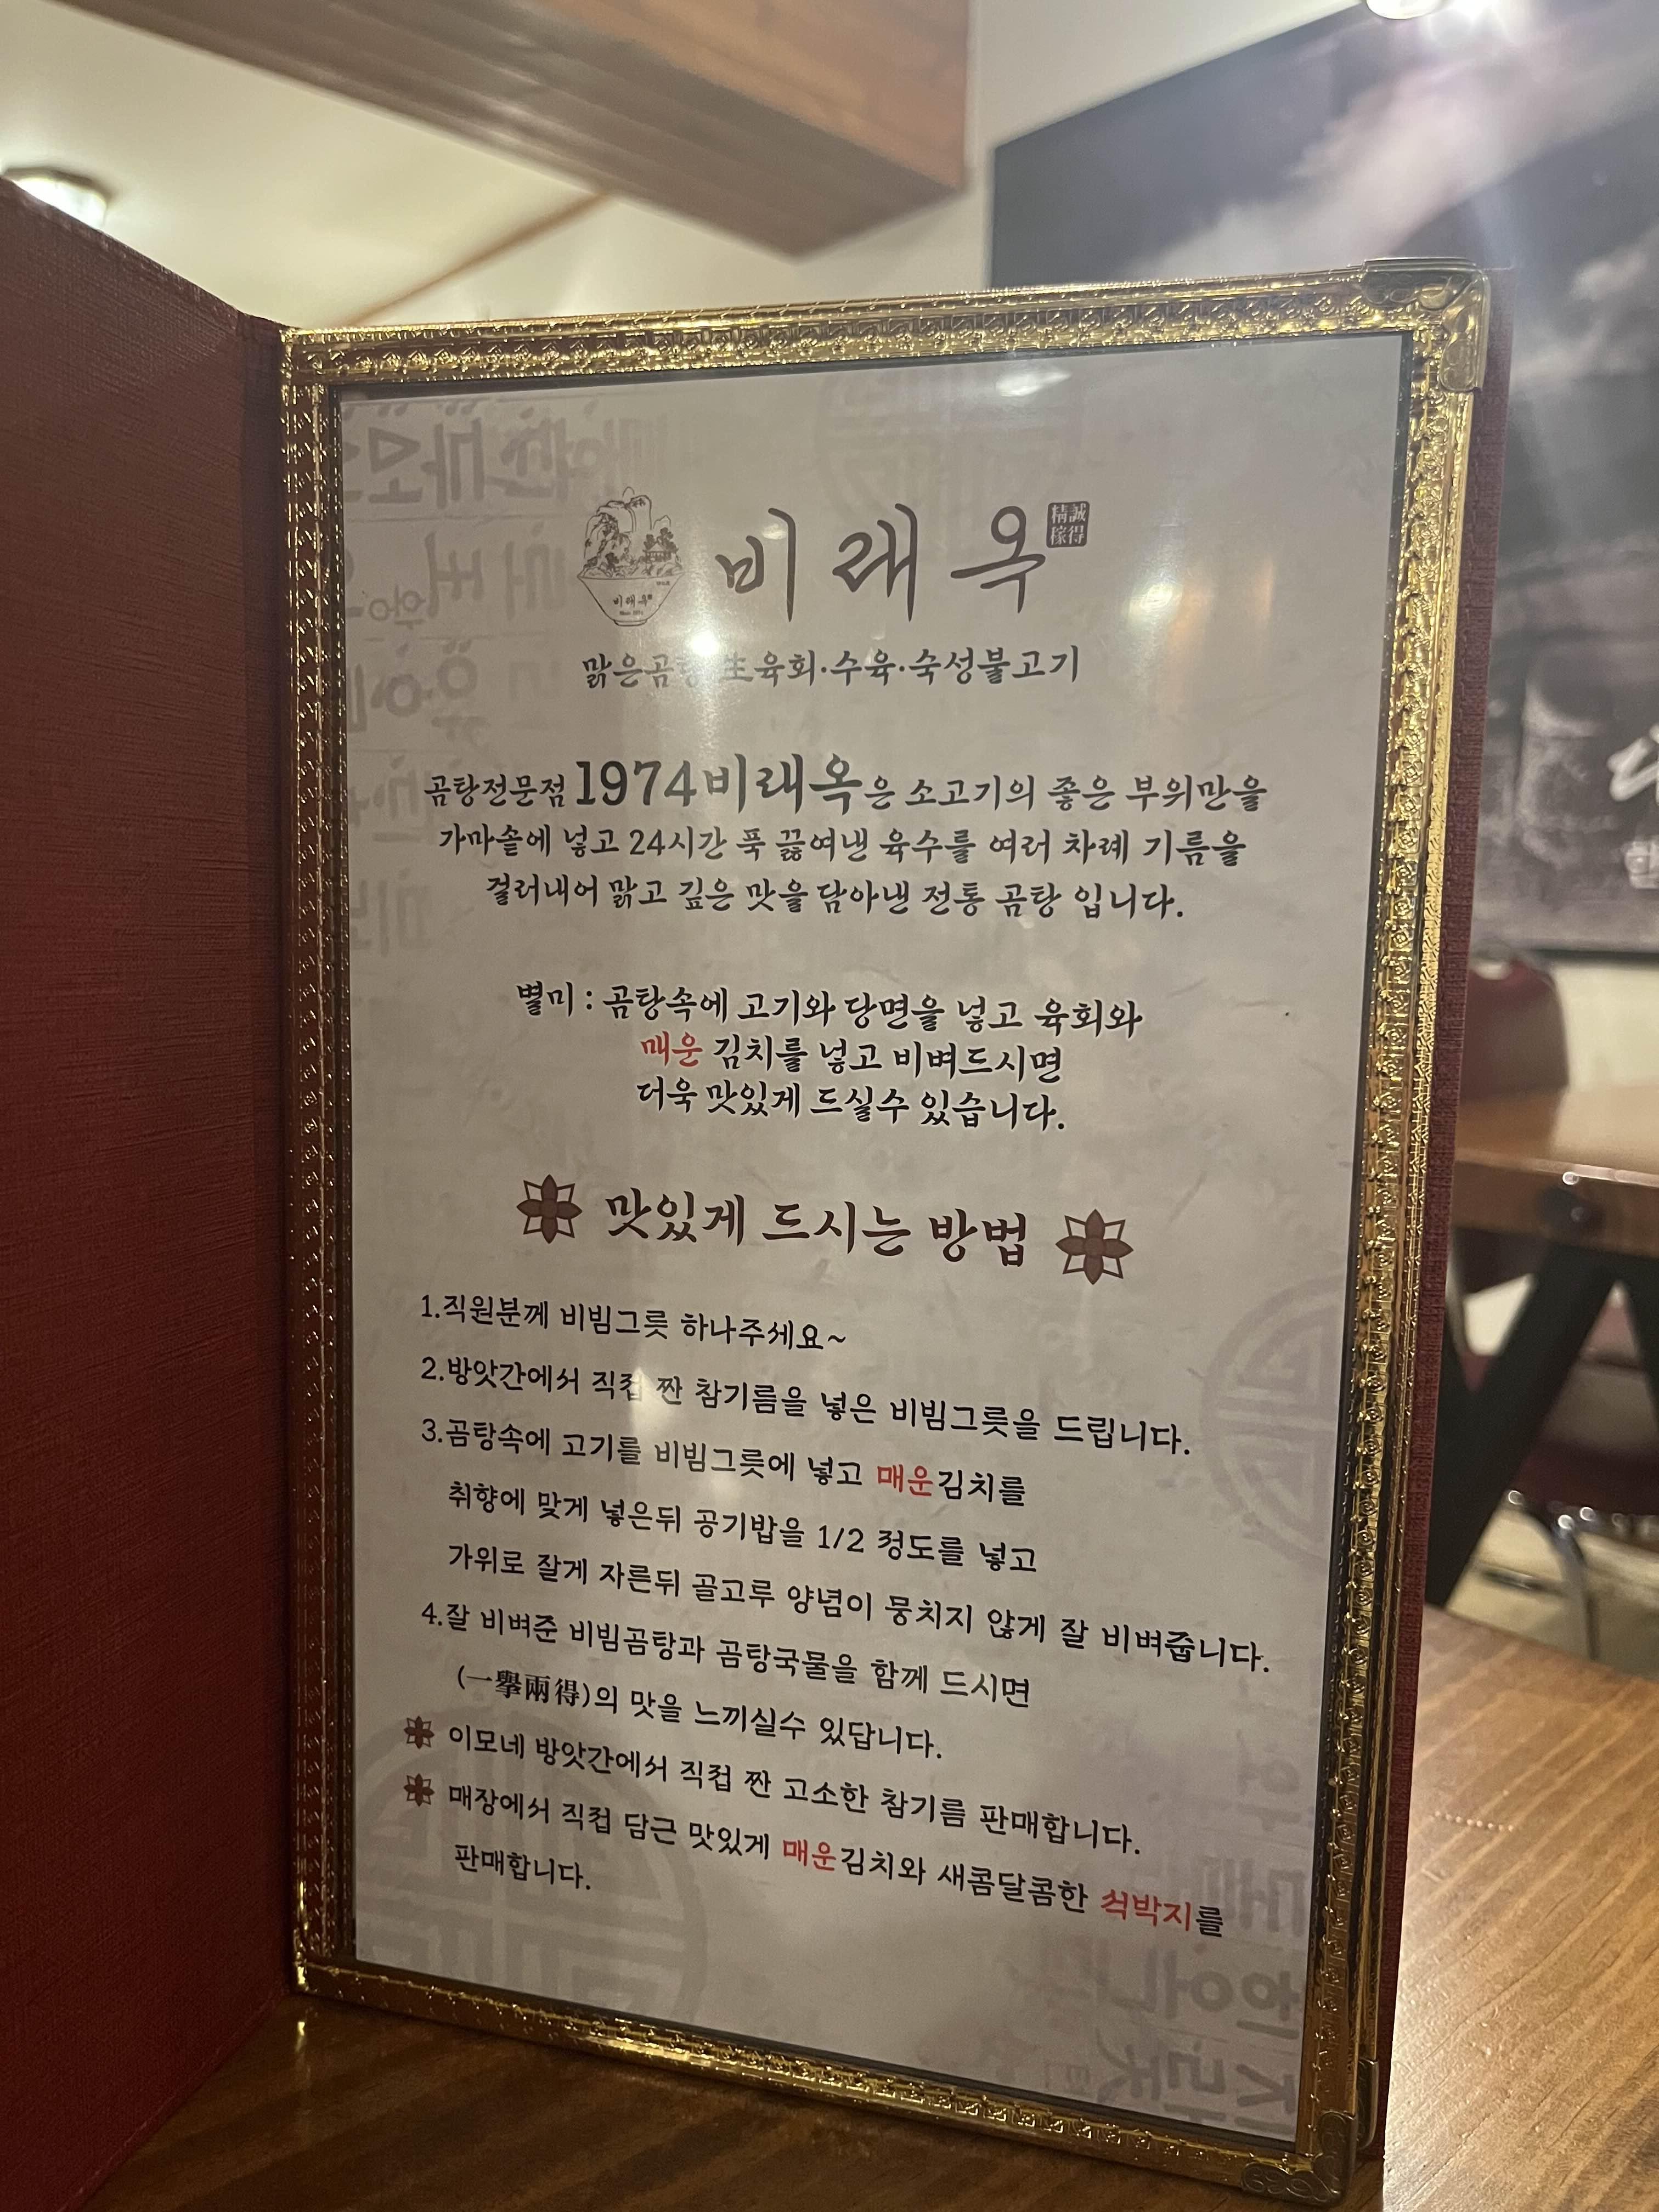 비래옥
精誠
稼得
비래옥
맑은곰탕 生육회·수육·숙성불고기
곰탕전문점 1974비래옥은 소고기의 좋은 부위만을
가마솥에 넣고 24시간 푹 끓여낸 육수를 여러 차례 기름을
걸러내어 맑고 깊은 맛을 담아낸 전통 곰탕 입니다.
별미 : 곰탕속에 고기와 당면을 넣고 육회와
매운 김치를 넣고 비벼드시면
더욱 맛있게 드실수 있습니다.
맛있게 드시는 방법
1.직원분께 비빔그릇 하나주세요~
2.방앗간에서 직접 짠 참기름을 넣은 비빔그릇을 드립니다.
3.곰탕속에 고기를 비빔그릇에 넣고 매운김치를
취향에 맞게 넣은뒤 공기밥을 1/2 정도를 넣고
가위로 잘게 자른뒤 골고루 양념이 뭉치지 않게 잘 비벼줍니다.
4.잘 비벼준 비빔곰탕과 곰탕국물을 함께 드시면
(一擧兩得)의 맛을 느끼실수 있답니다.
이모네 방앗간에서 직접 짠 고소한 참기름 판매합니다.
매장에서 직접 담근 맛있게 매운김치와 새콤달콤한 섞박지를
판매합니다.